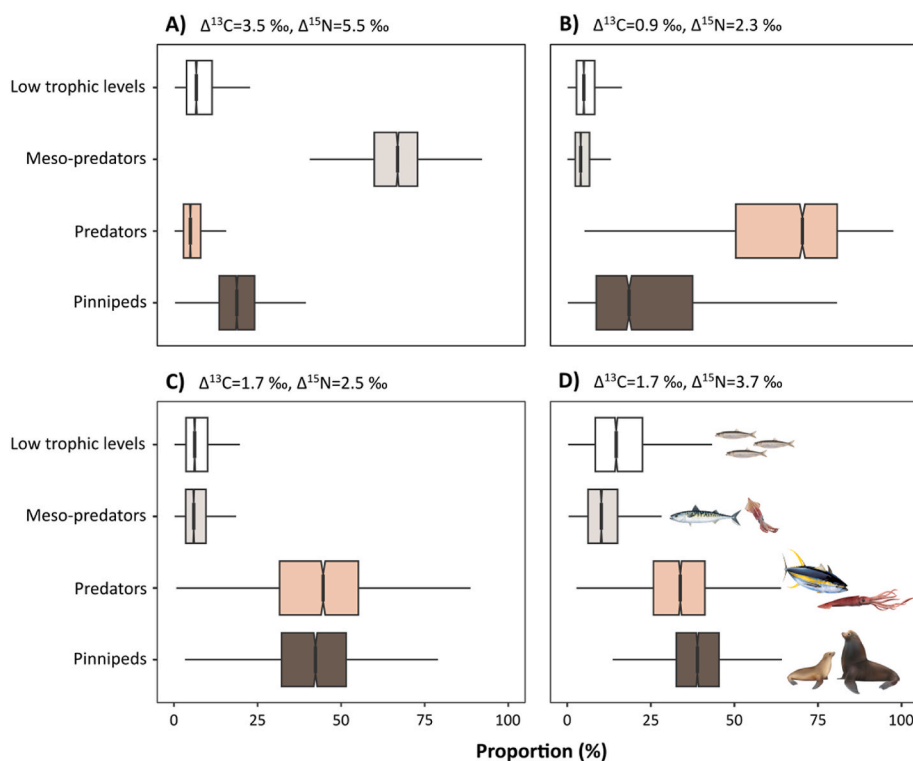 A) Δ¹³C=3.5 ‰, Δ¹⁵N=5.5 ‰
B) Δ¹³C=0.9 ‰, Δ¹⁵N=2.3 ‰
Low trophic levels
Meso-predators
Predators
Pinnipeds
C) Δ¹³C=1.7 ‰, Δ¹⁵N=2.5 ‰
D) Δ¹³C=1.7 ‰, Δ¹⁵N=3.7 ‰
Low trophic levels
Meso-predators
Predators
Pinnipeds
0 25 50 75 100 0 25 50 75 100
Proportion (%)